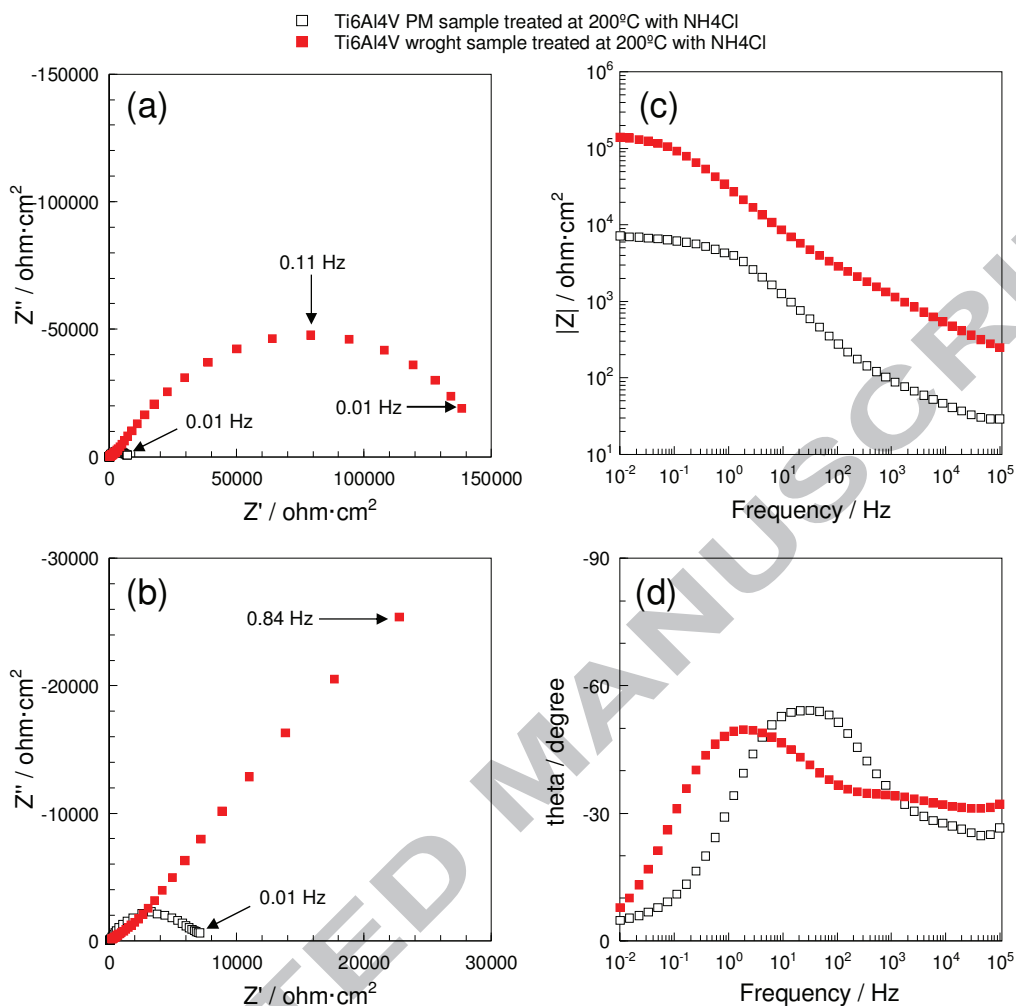 Ti6Al4V PM sample treated at 200ºC with NH4Cl
Ti6Al4V wroght sample treated at 200ºC with NH4Cl
(a)
-150000
-100000
-50000
0
Z'' / ohm·cm2
0.11 Hz
0.01 Hz
0.01 Hz
0
50000
100000
150000
Z' / ohm·cm2
(c)
10^6
10^5
10^4
10^3
10^2
10^1
|Z| / ohm·cm2
10^-2
10^-1
10^0
10^1
10^2
10^3
10^4
10^5
Frequency / Hz
(b)
-30000
-20000
-10000
0
Z'' / ohm·cm2
0.84 Hz
0.01 Hz
0
10000
20000
30000
Z' / ohm·cm2
(d)
-90
-60
-30
0
theta / degree
10^-2
10^-1
10^0
10^1
10^2
10^3
10^4
10^5
Frequency / Hz
TED MANUSCRI